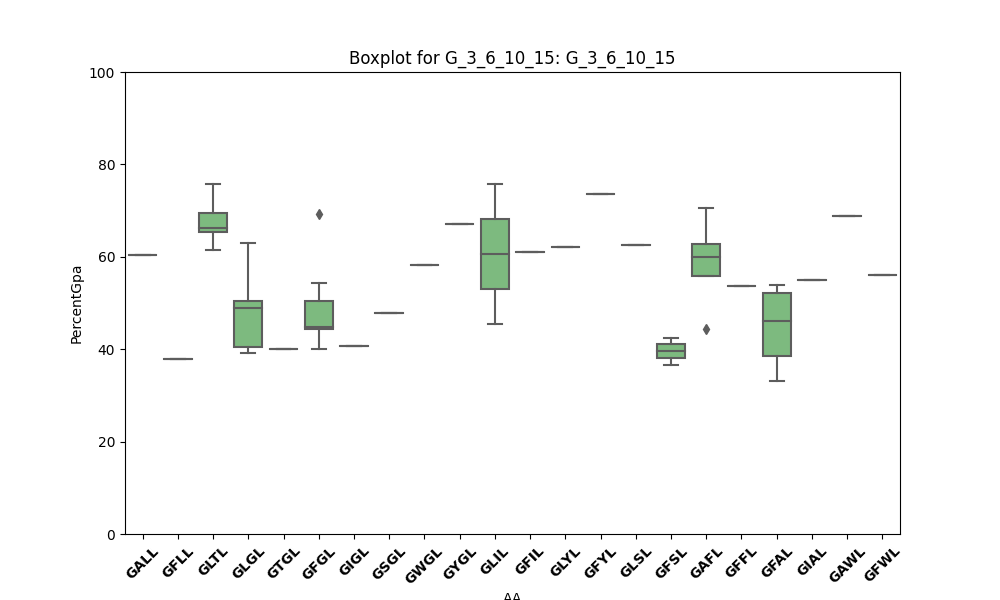 Boxplot for G_3_6_10_15: G_3_6_10_15
100
80
60
40
20
0
PercentGpa
GALL GFLL GLTL GLGL GTGL GFGL GIGL GSGL GWGL GYGL GLIL GFIL GLYL GFYL GLSL GFSL GAFL GFFL GFAL GIAL GAWL GFWL
AA